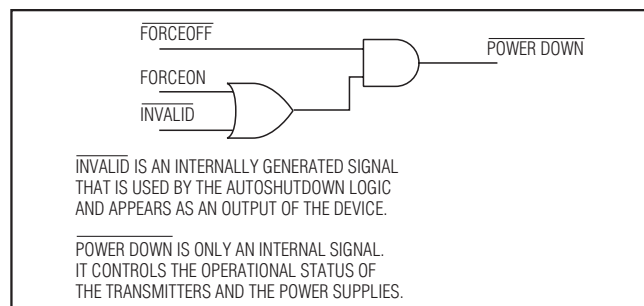 FORCEOFF
POWER DOWN
FORCEON
INVALID
INVALID IS AN INTERNALLY GENERATED SIGNAL
THAT IS USED BY THE AUTOSHUTDOWN LOGIC
AND APPEARS AS AN OUTPUT OF THE DEVICE.
POWER DOWN IS ONLY AN INTERNAL SIGNAL.
IT CONTROLS THE OPERATIONAL STATUS OF
THE TRANSMITTERS AND THE POWER SUPPLIES.